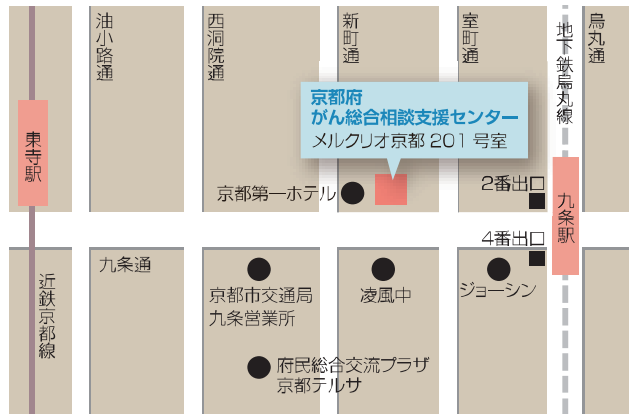 油小路通
西洞院通
新町通
室町通
地下鉄烏丸線
烏丸通
京都府
がん総合相談支援センター
メルクリオ京都201号室
東寺駅
京都第一ホテル
2番出口
九条駅
4番出口
九条通
近鉄京都線
京都市交通局
九条営業所
凌風中
ジョーシン
府民総合交流プラザ
京都テルサ